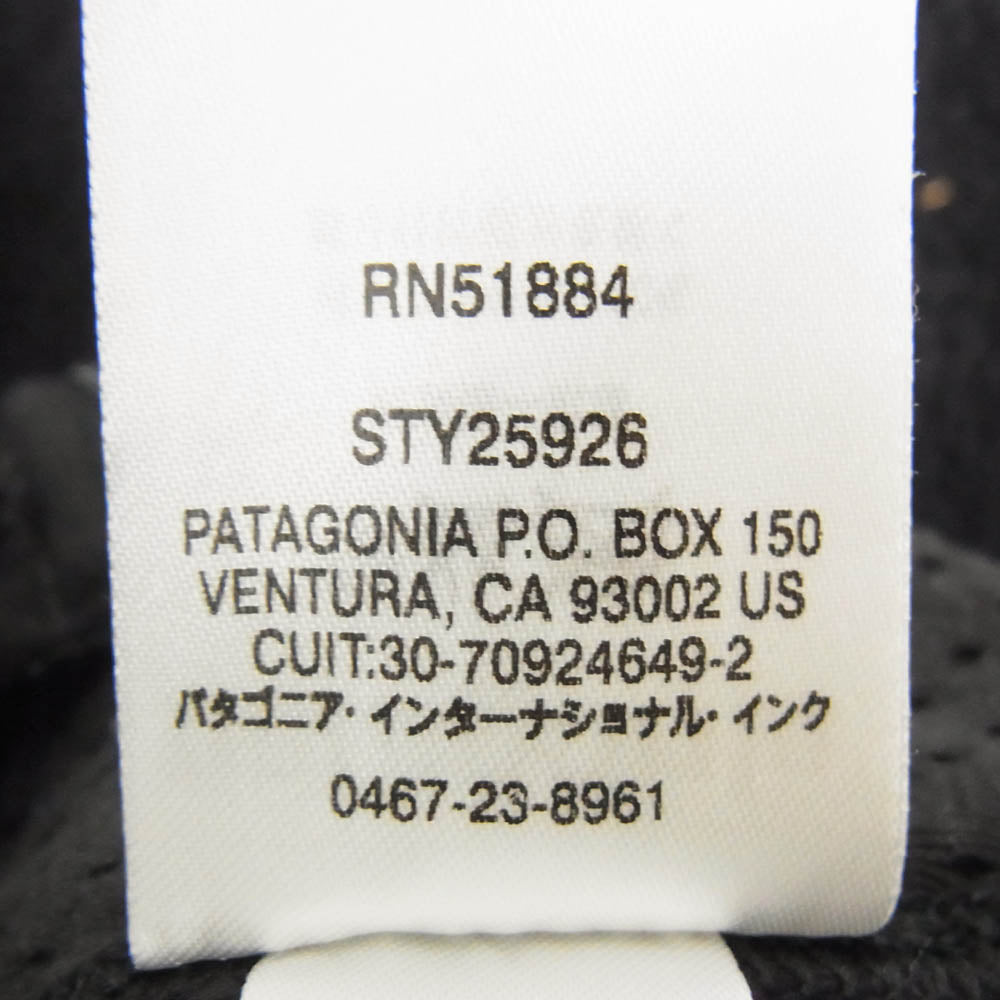 RN51884
STY25926
PATAGONIA P.O. BOX 150
VENTURA, CA 93002 US
CUIT:30-70924649-2
パタゴニア・インターナショナル・インク
0467-23-8961